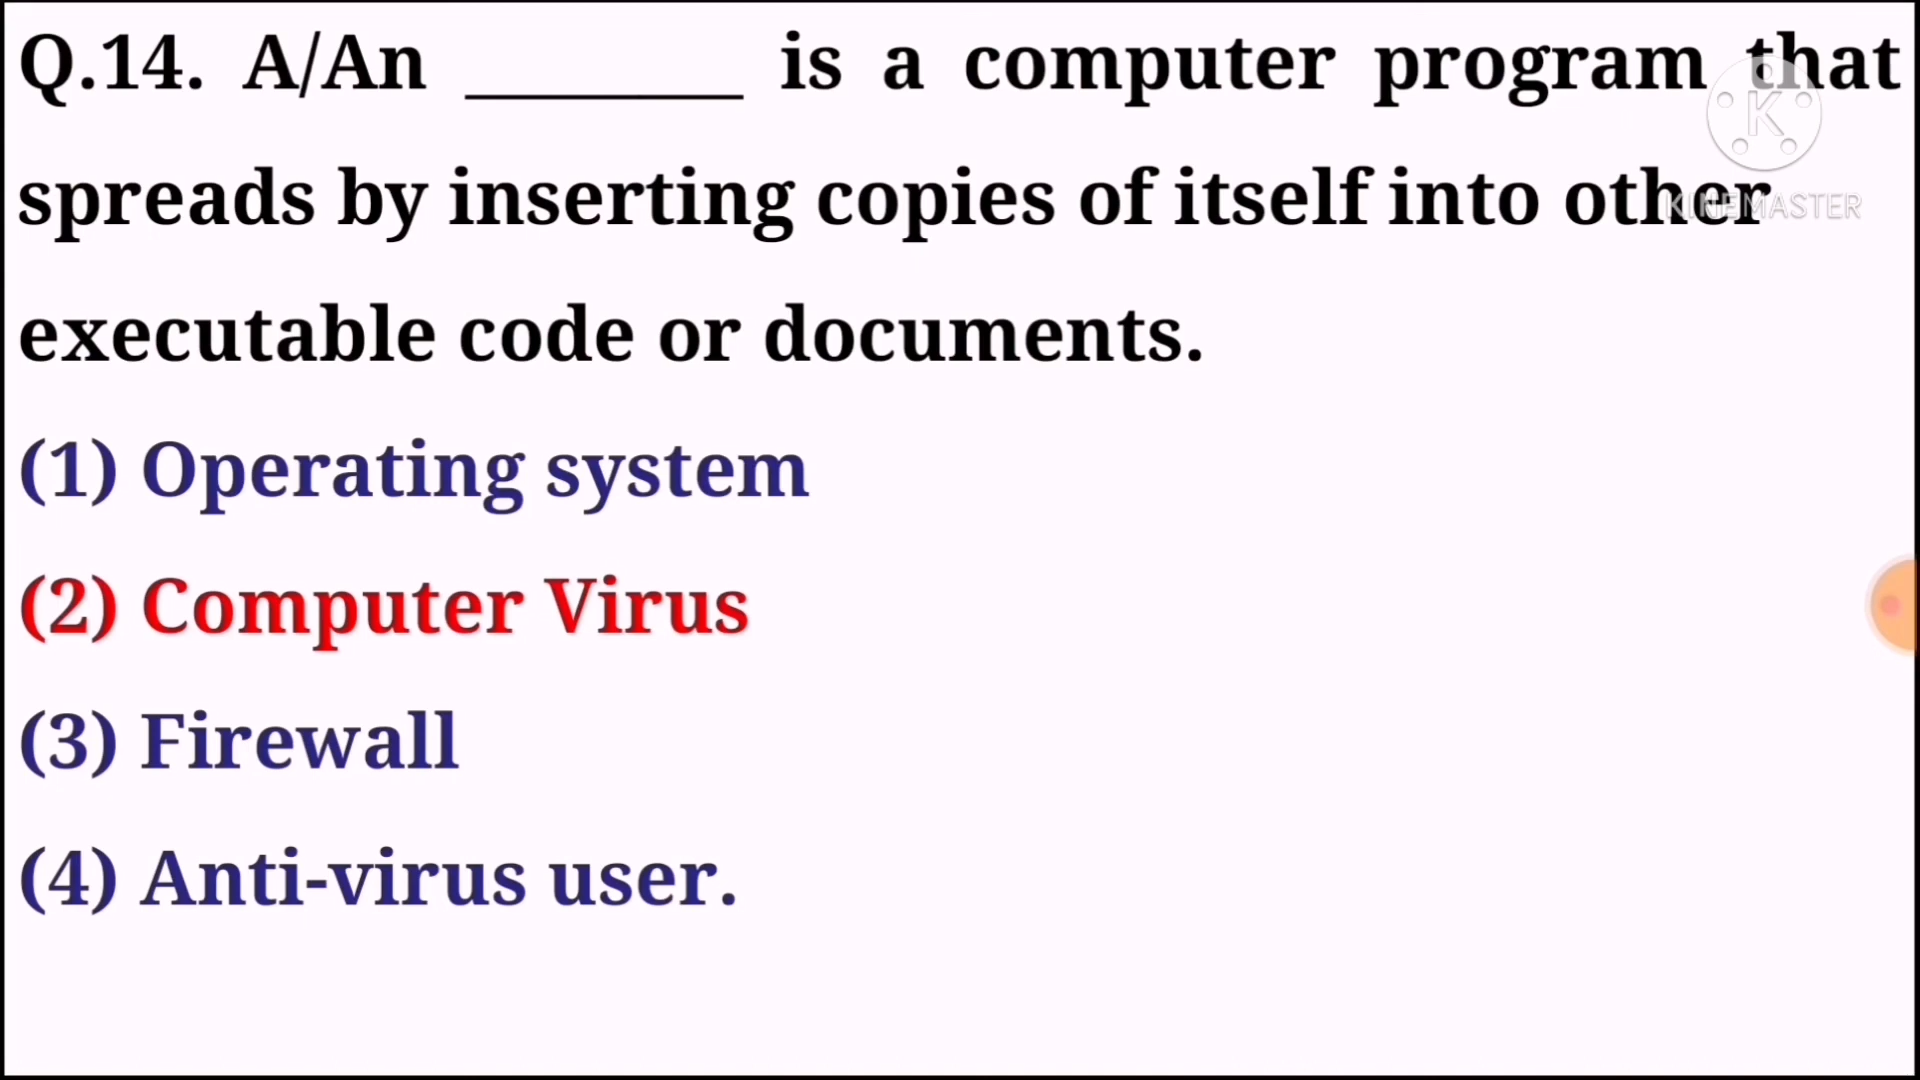 Q.14. A/An ________ is a computer program that
spreads by inserting copies of itself into other
executable code or documents.
(1) Operating system
(2) Computer Virus
(3) Firewall
(4) Anti-virus user.
K
KINEMASTER